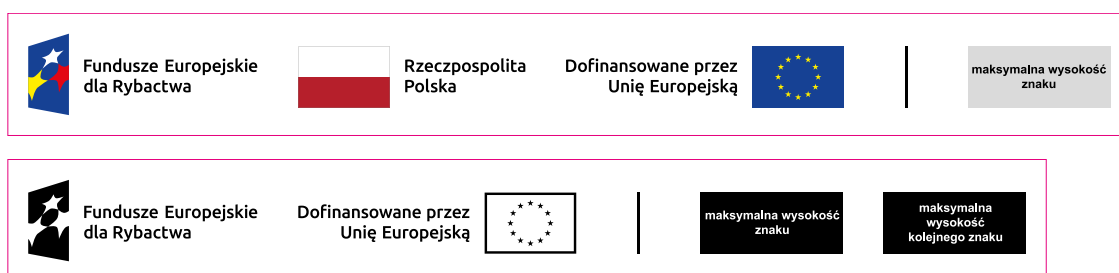 Fundusze Europejskie
dla Rybactwa
Rzeczpospolita
Polska
Dofinansowane przez
Unię Europejską
maksymalna wysokość
znaku
Fundusze Europejskie
dla Rybactwa
Dofinansowane przez
Unię Europejską
maksymalna wysokość
znaku
maksymalna
wysokość
kolejnego znaku